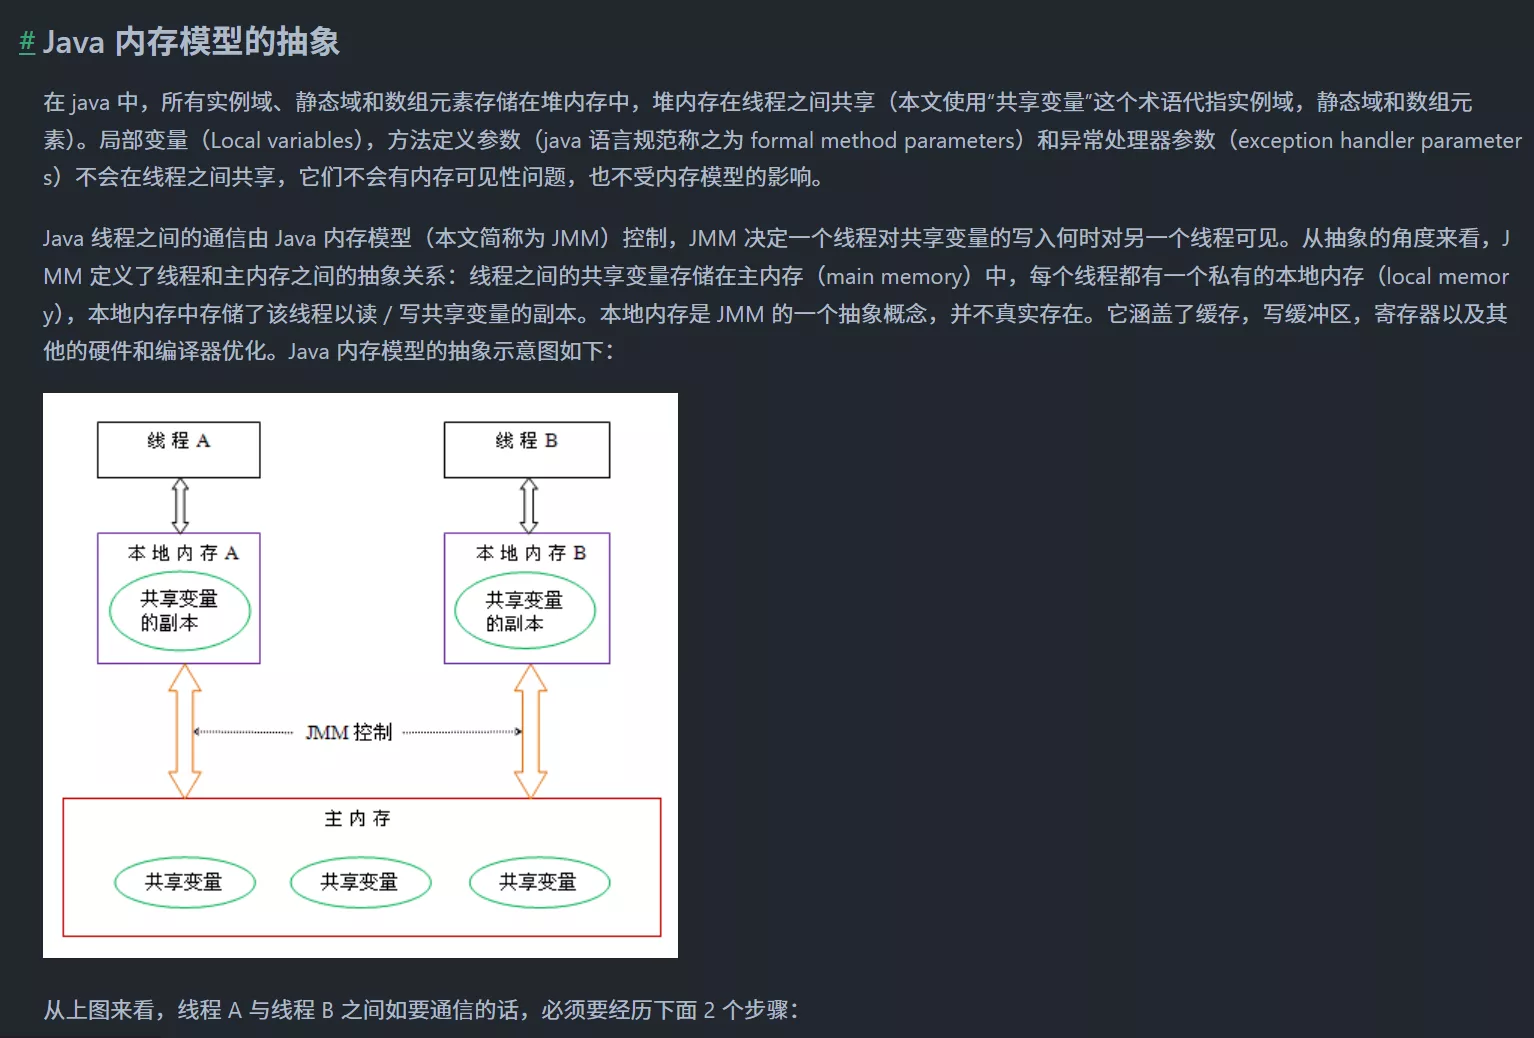 # Java 内存模型的抽象
在 java 中，所有实例域、静态域和数组元素存储在堆内存中，堆内存在线程之间共享（本文使用“共享变量”这个术语代指实例域，静态域和数组元
素）。局部变量（Local variables），方法定义参数（java 语言规范称之为 formal method parameters）和异常处理器参数（exception handler parameter
s）不会在线程之间共享，它们不会有内存可见性问题，也不受内存模型的影响。
Java 线程之间的通信由 Java 内存模型（本文简称为 JMM）控制，JMM 决定一个线程对共享变量的写入何时对另一个线程可见。从抽象的角度来看，J
MM 定义了线程和主内存之间的抽象关系：线程之间的共享变量存储在主内存（main memory）中，每个线程都有一个私有的本地内存（local memor
y），本地内存中存储了该线程以读 / 写共享变量的副本。本地内存是 JMM 的一个抽象概念，并不真实存在。它涵盖了缓存，写缓冲区，寄存器以及其
他的硬件和编译器优化。Java 内存模型的抽象示意图如下：
线程 A
线程 B
本地内存 A
本地内存 B
共享变量
的副本
共享变量
的副本
JMM 控制
主内存
共享变量
共享变量
共享变量
从上图来看，线程 A 与线程 B 之间如要通信的话，必须要经历下面 2 个步骤：